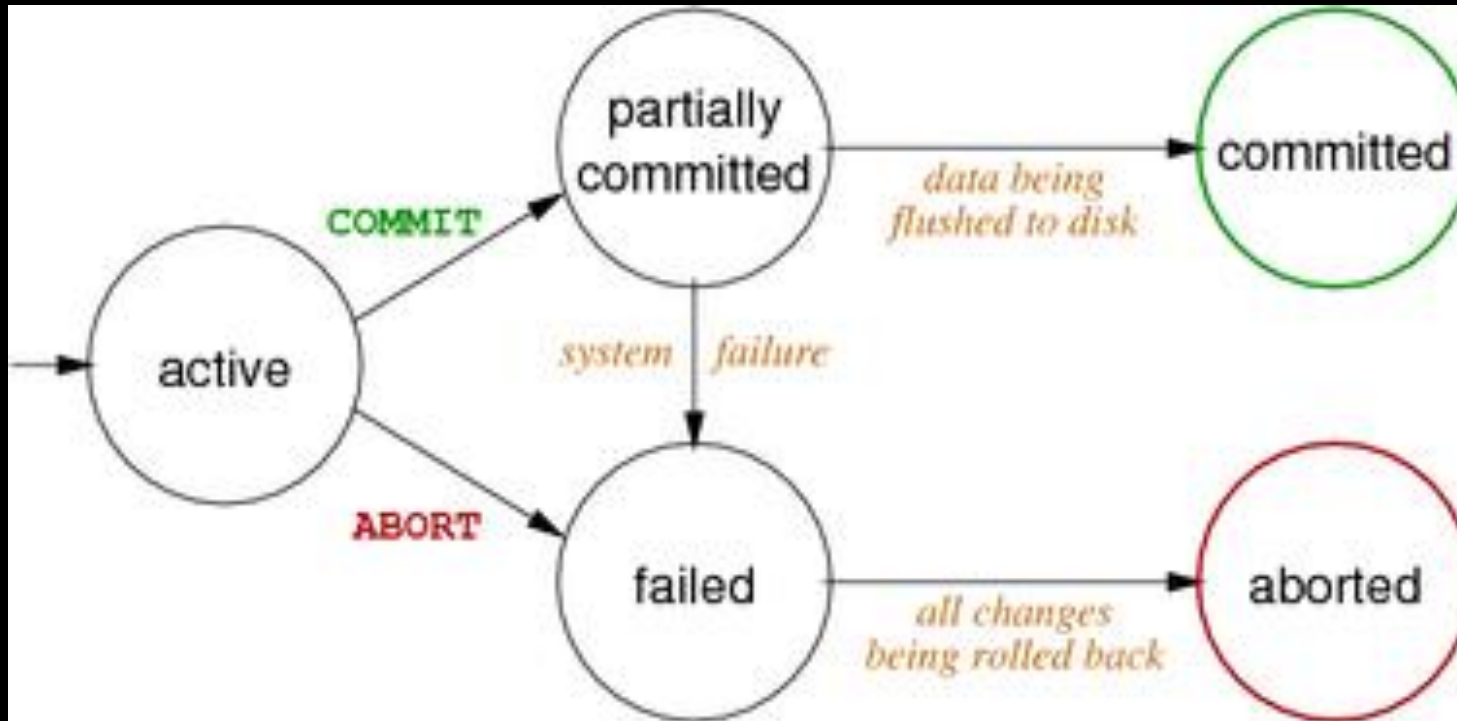 partially
committed
committed
data being
flushed to disk
COMMIT
active
system failure
ABORT
failed
aborted
all changes
being rolled back